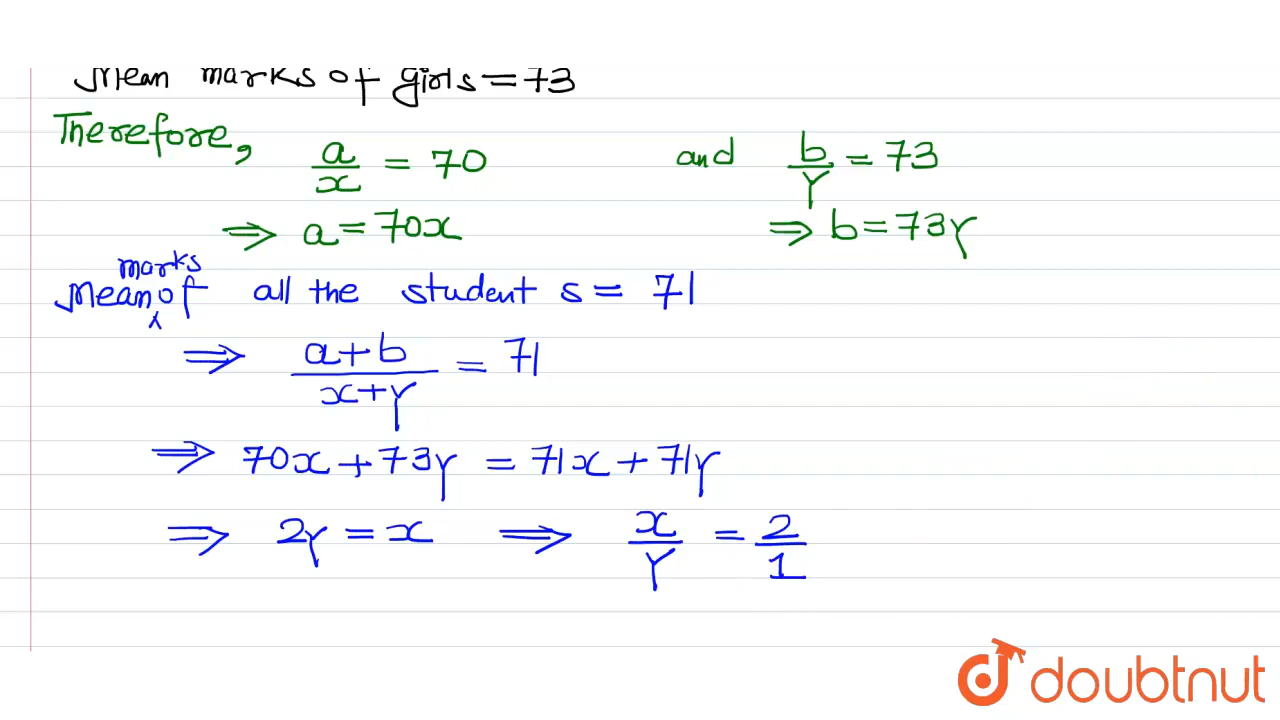 Mean marks of girls = 73
Therefore, a/x = 70 and b/y = 73
⇒ a = 70x ⇒ b = 73y
marks
Mean of all the students = 71
⇒ a+b/x+y = 71
⇒ 70x + 73y = 71x + 71y
⇒ 2y = x ⇒ x/y = 2/1
doubtnut